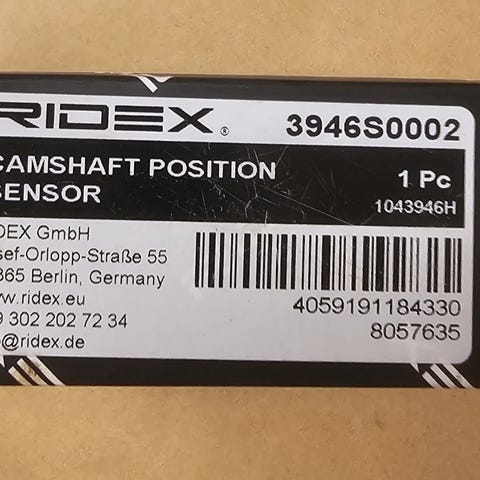 RIDEX® 3946S0002
CAMSHAFT POSITION
SENSOR
1 Pc
1043946H
DEX GmbH
sef-Orlopp-Straße 55
365 Berlin, Germany
ww.ridex.eu
9 302 202 72 34
@ridex.de
4059191184330
8057635